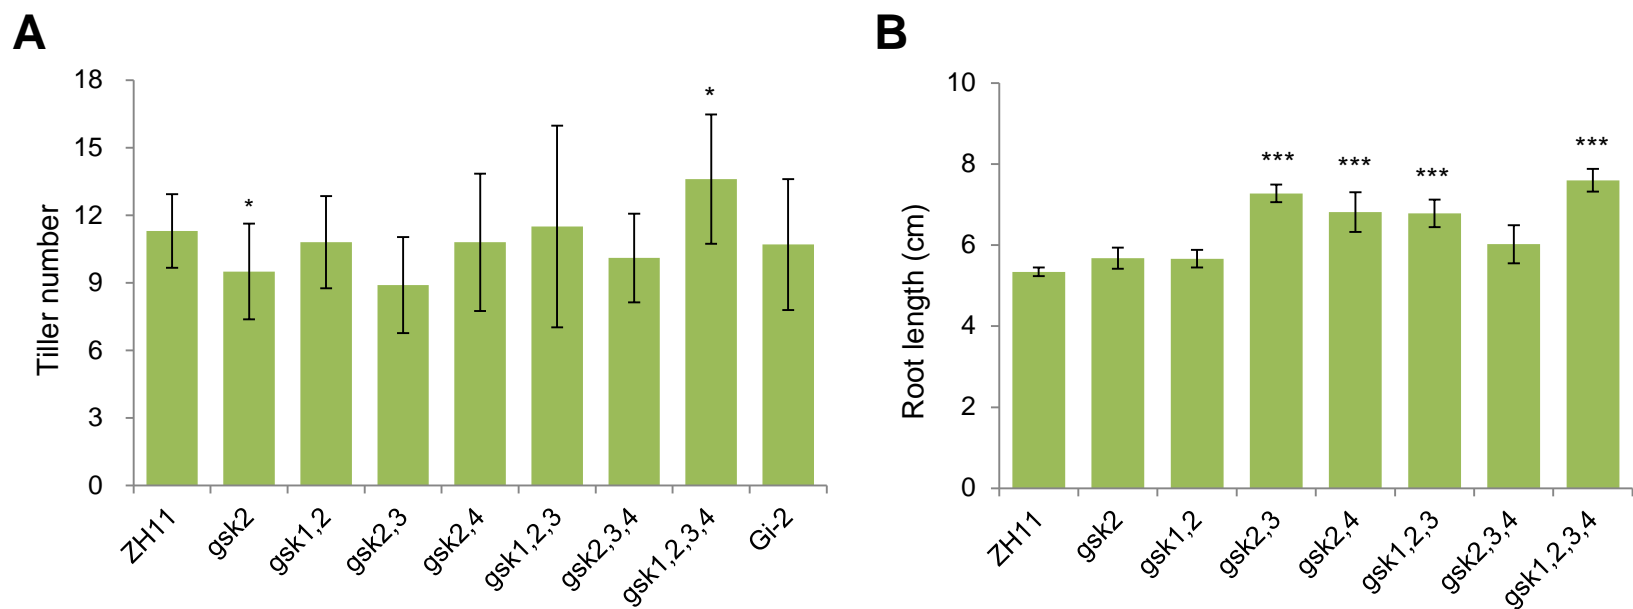 A
Tiller number
18
15
12
9
6
3
0
*
*
ZH11
gsk2
gsk1,2
gsk2,3
gsk2,4
gsk1,2,3
gsk2,3,4
gsk1,2,3,4
Gi-2
B
Root length (cm)
10
8
6
4
2
0
***
***
***
***
ZH11
gsk2
gsk1,2
gsk2,3
gsk2,4
gsk1,2,3
gsk2,3,4
gsk1,2,3,4